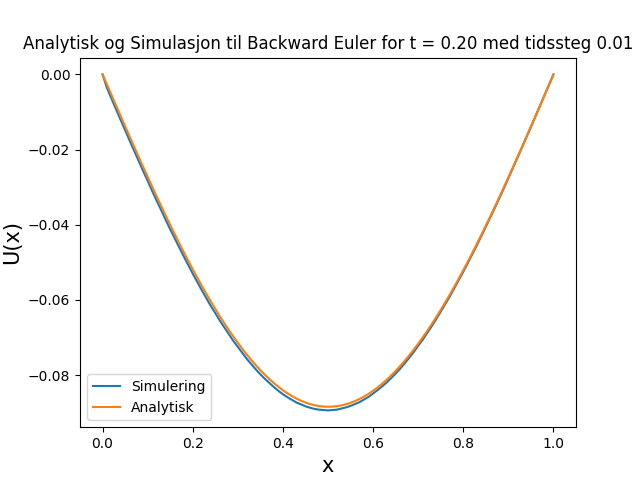 Analytisk og Simulasjon til Backward Euler for t = 0.20 med tidssteg 0.01
0.00
−0.02
−0.04
−0.06
−0.08
U(x)
Simulering
Analytisk
0.0 0.2 0.4 0.6 0.8 1.0
x